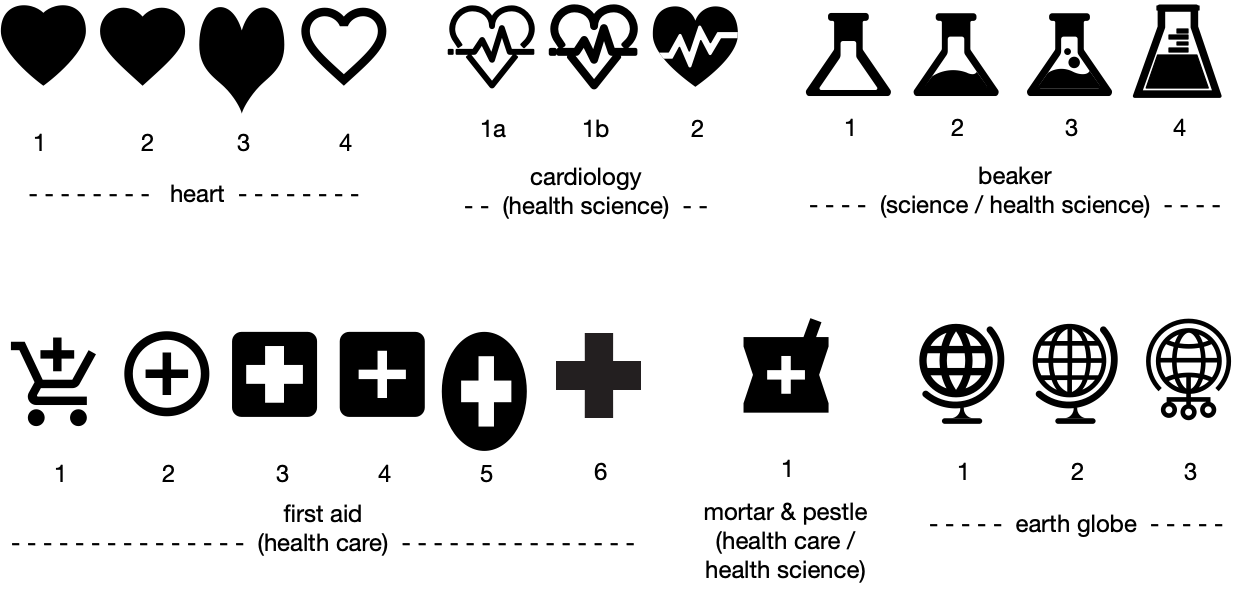 1 2 3 4
- - - - - - - - heart - - - - - - - -
1a 1b 2
cardiology
- - (health science) - -
1 2 3 4
beaker
- - - - (science / health science) - - - -
1 2 3 4 5 6
first aid
- - - - - - - - - - - - - - - - (health care) - - - - - - - - - - - - - - - -
1
mortar & pestle
(health care /
health science)
1 2 3
- - - - - earth globe - - - - -